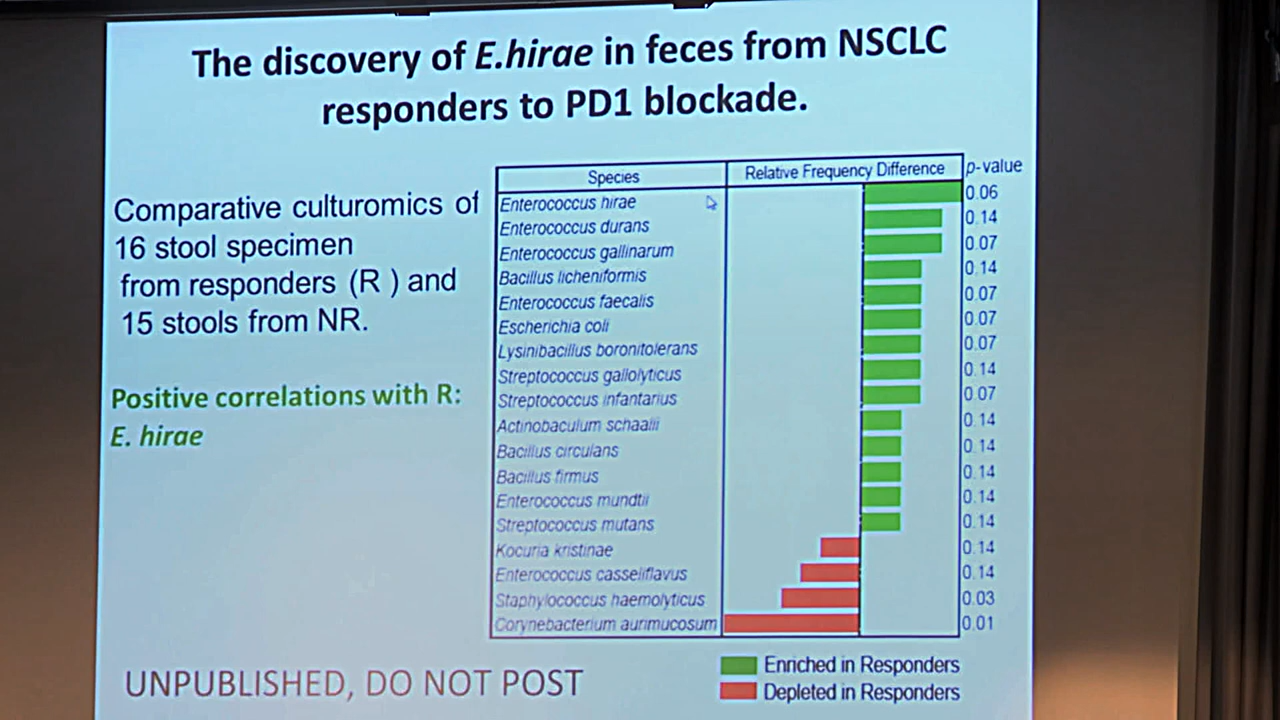 The discovery of E.hirae in feces from NSCLC
responders to PD1 blockade.
Comparative culturomics of
16 stool specimen
from responders (R ) and
15 stools from NR.
Positive correlations with R:
E. hirae
Species Relative Frequency Difference p-value
Enterococcus hirae 0.06
Enterococcus durans 0.14
Enterococcus gallinarum 0.07
Bacillus licheniformis 0.14
Enterococcus faecalis 0.07
Escherichia coli 0.07
Lysinibacillus boronitolerans 0.07
Streptococcus gallolyticus 0.14
Streptococcus infantarius 0.07
Actinobaculum schaalii 0.14
Bacillus circulans 0.14
Bacillus firmus 0.14
Enterococcus mundtii 0.14
Streptococcus mutans 0.14
Kocuria kristinae 0.14
Enterococcus casseliflavus 0.14
Staphylococcus haemolyticus 0.03
Corynebacterium aurimucosum 0.01
Enriched in Responders
Depleted in Responders
UNPUBLISHED, DO NOT POST